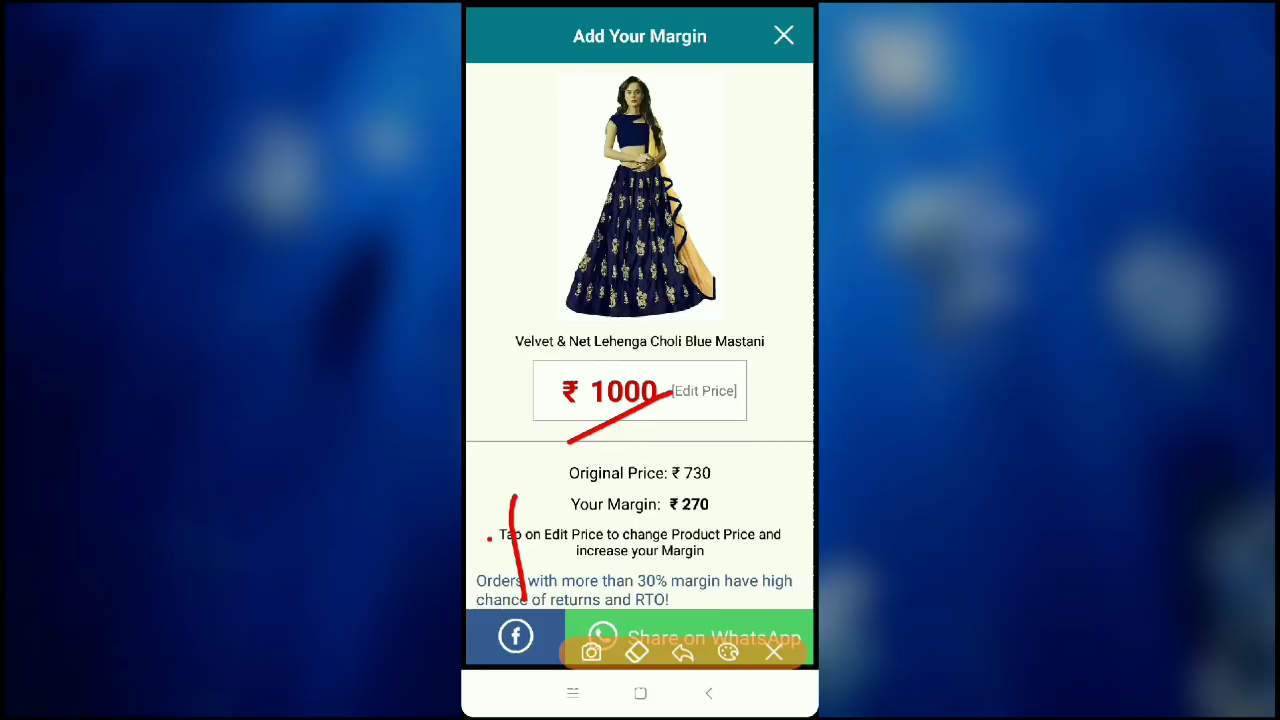 Add Your Margin
Velvet & Net Lehenga Choli Blue Mastani
₹ 1000 [Edit Price]
Original Price: ₹ 730
Your Margin: ₹ 270
Tap on Edit Price to change Product Price and
increase your Margin
Orders with more than 30% margin have high
chance of returns and RTO!
Share on WhatsApp